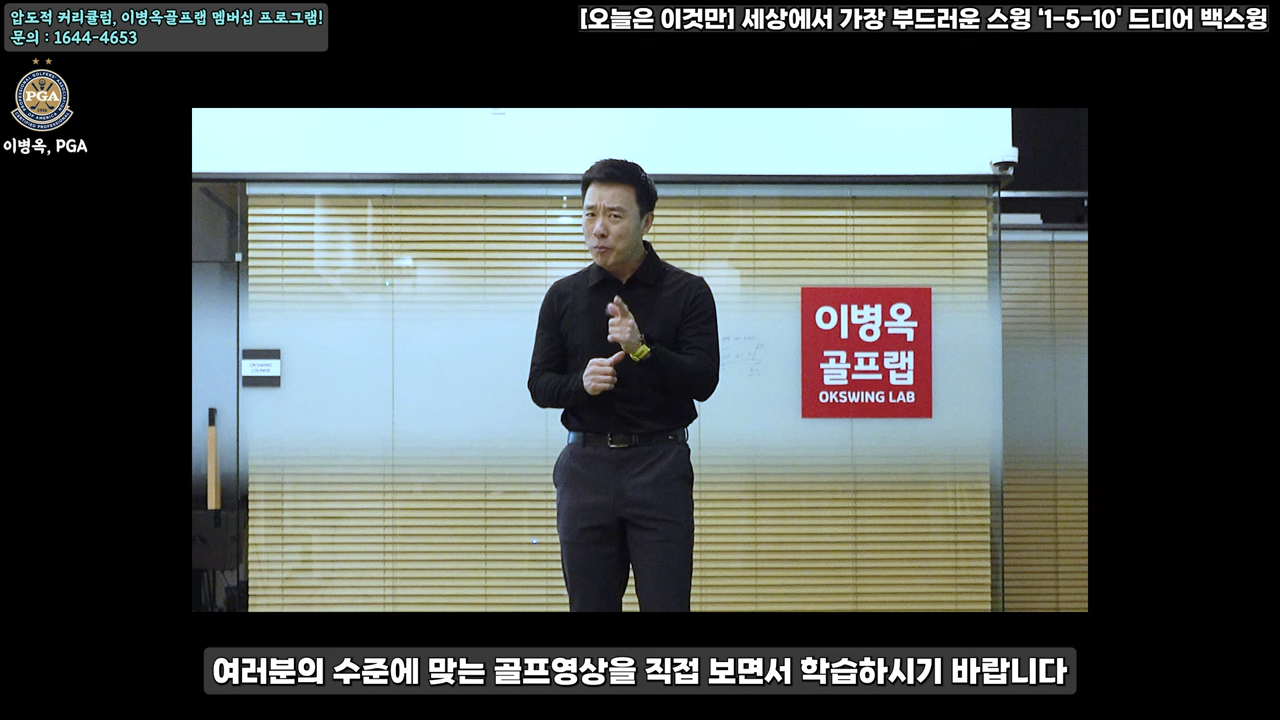 압도적 커리큘럼, 이병옥골프랩 멤버십 프로그램!
문의 : 1644-4653
[오늘은 이것만] 세상에서 가장 부드러운 스윙 ‘1-5-10' 드디어 백스윙
PGA
이병옥, PGA
이병옥
골프랩
OKSWING LAB
여러분의 수준에 맞는 골프영상을 직접 보면서 학습하시기 바랍니다